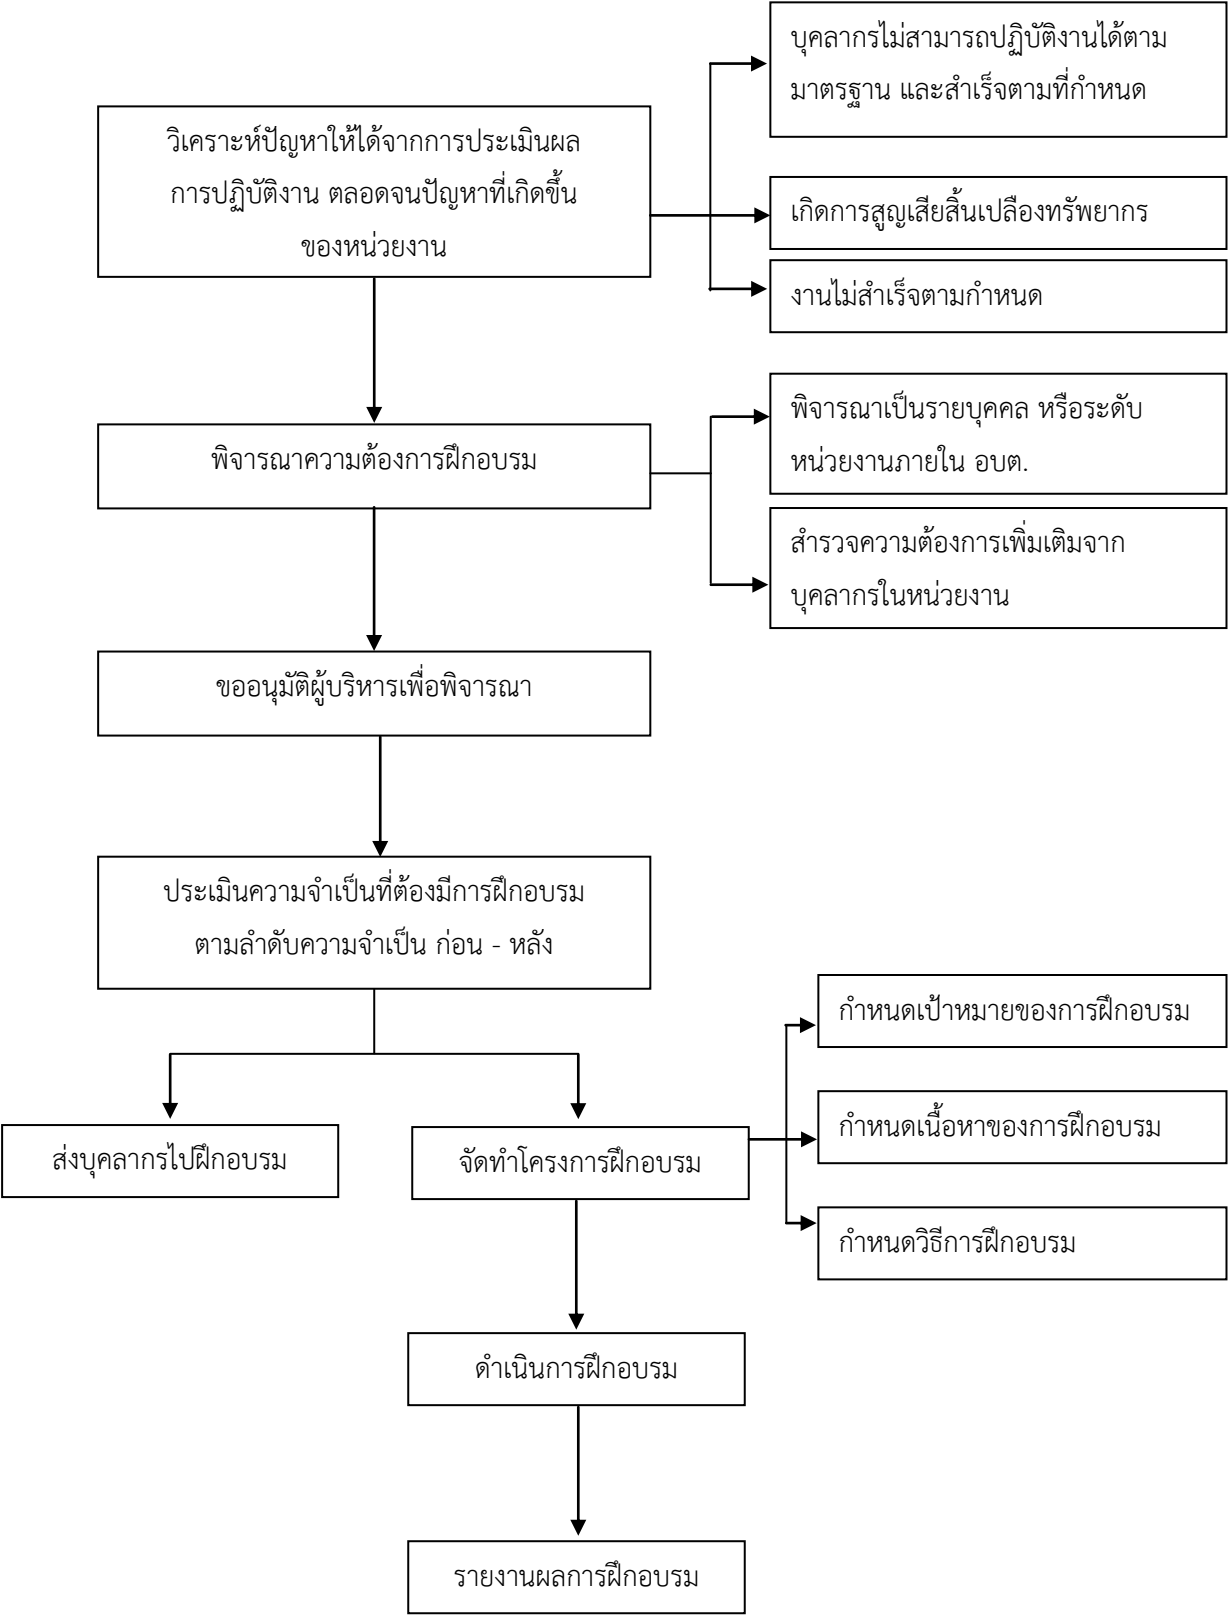 บุคลากรไม่สามารถปฏิบัติงานได้ตาม
มาตรฐาน และสำเร็จตามที่กำหนด
วิเคราะห์ปัญหาให้ได้จากการประเมินผล
การปฏิบัติงาน ตลอดจนปัญหาที่เกิดขึ้น
ของหน่วยงาน
เกิดการสูญเสียสิ้นเปลืองทรัพยากร
งานไม่สำเร็จตามกำหนด
พิจารณาความต้องการฝึกอบรม
พิจารณาเป็นรายบุคคล หรือระดับ
หน่วยงานภายใน อบต.
สำรวจความต้องการเพิ่มเติมจาก
บุคลากรในหน่วยงาน
ขออนุมัติผู้บริหารเพื่อพิจารณา
ประเมินความจำเป็นที่ต้องมีการฝึกอบรม
ตามลำดับความจำเป็น ก่อน - หลัง
ส่งบุคลากรไปฝึกอบรม
จัดทำโครงการฝึกอบรม
กำหนดเป้าหมายของการฝึกอบรม
กำหนดเนื้อหาของการฝึกอบรม
กำหนดวิธีการฝึกอบรม
ดำเนินการฝึกอบรม
รายงานผลการฝึกอบรม